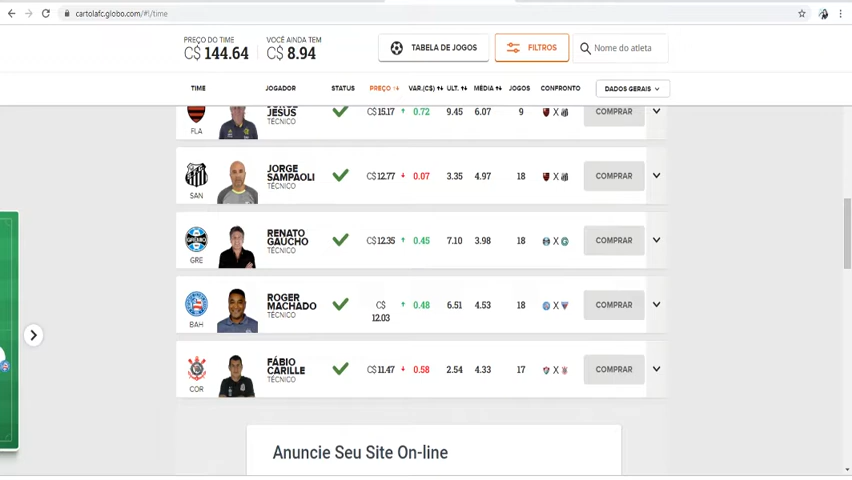 cartolafc.globo.com/#!/time
PREÇO DO TIME
C$ 144.64
VOCÊ AINDA TEM
C$ 8.94
TABELA DE JOGOS
FILTROS
Nome do atleta
TIME JOGADOR STATUS PREÇO VAR.(C$) ULT. MÉDIA JOGOS CONFRONTO DADOS GERAIS
FLA JESUS TÉCNICO C$ 15.17 0.72 9.45 6.07 9 X COMPRAR
SAN JORGE SAMPAOLI TÉCNICO C$ 12.77 0.07 3.35 4.97 18 X COMPRAR
GRE RENATO GAÚCHO TÉCNICO C$ 12.35 0.45 7.10 3.98 18 X COMPRAR
BAH ROGER MACHADO TÉCNICO C$ 12.03 0.48 6.51 4.53 18 X COMPRAR
COR FÁBIO CARILLE TÉCNICO C$ 11.47 0.58 2.54 4.33 17 X COMPRAR
Anuncie Seu Site On-line